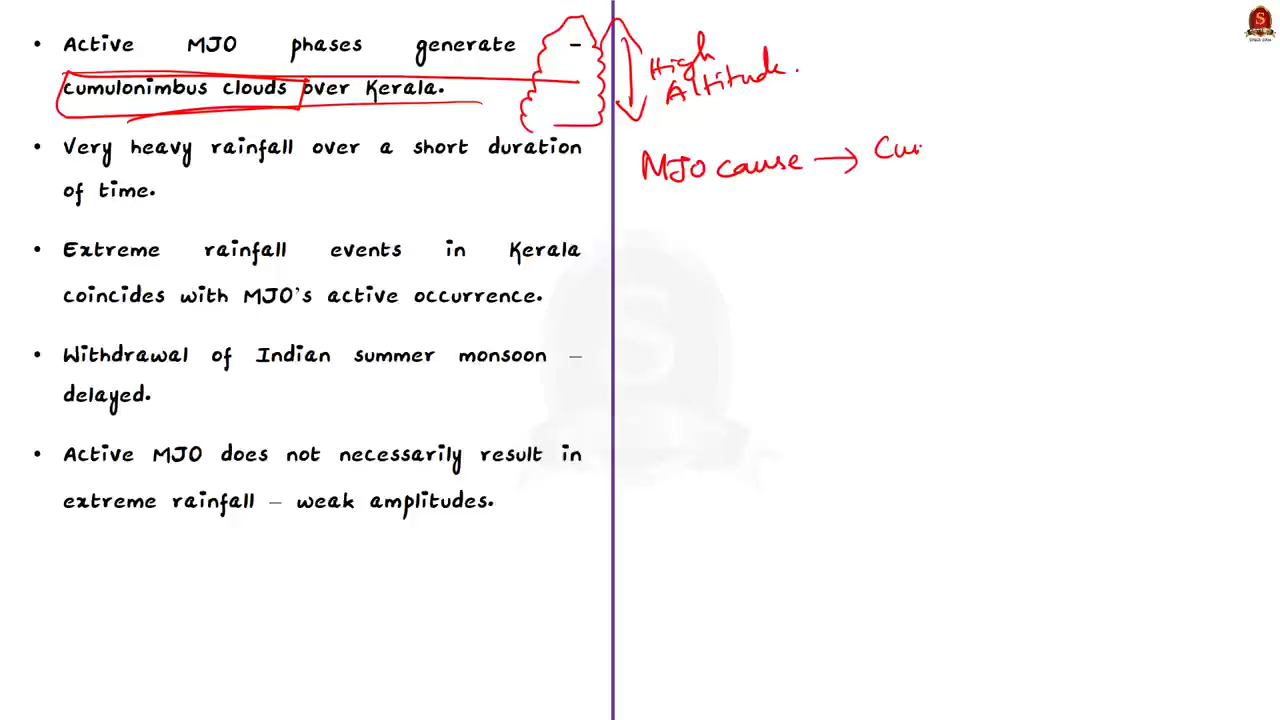 • Active MJO phases generate –
cumulonimbus clouds over Kerala.
• Very heavy rainfall over a short duration
of time.
• Extreme rainfall events in Kerala
coincides with MJO's active occurrence.
• Withdrawal of Indian summer monsoon –
delayed.
• Active MJO does not necessarily result in
extreme rainfall – weak amplitudes.
High
Altitude.
MJO cause →
S
S